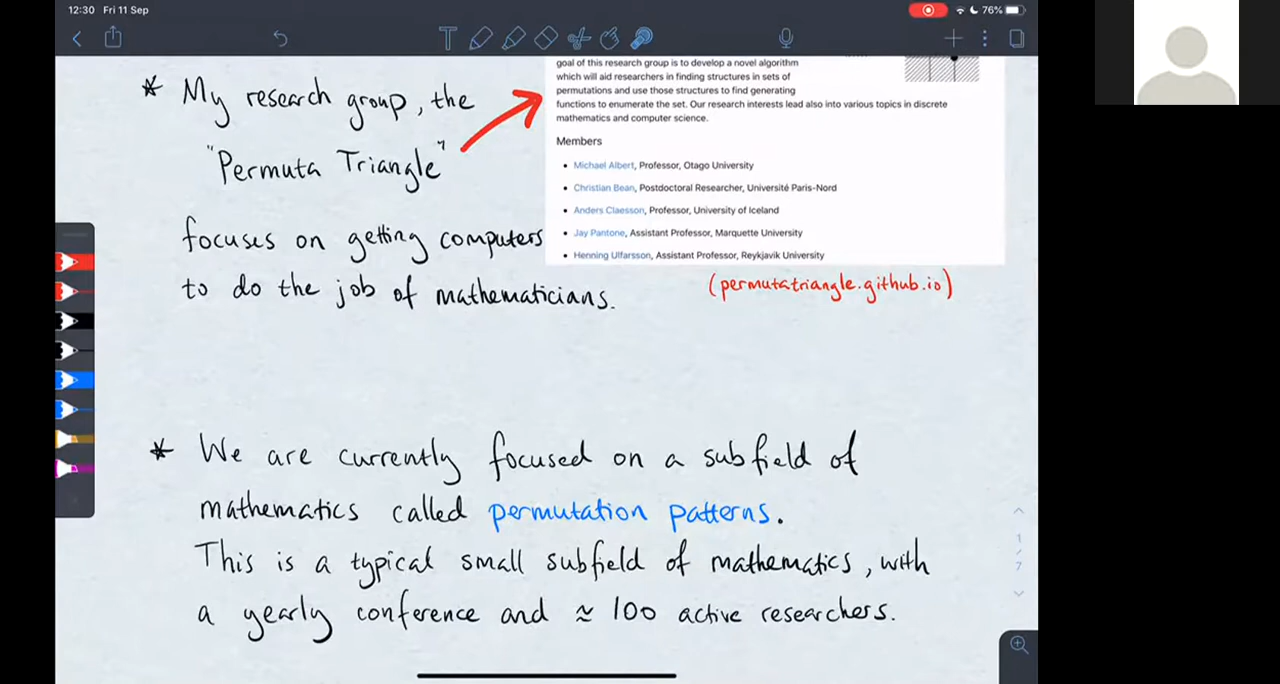 12:30 Fri 11 Sep
76%
goal of this research group is to develop a novel algorithm
which will aid researchers in finding structures in sets of
permutations and use those structures to find generating
functions to enumerate the set. Our research interests lead also into various topics in discrete
mathematics and computer science.
Members
• Michael Albert, Professor, Otago University
• Christian Bean, Postdoctoral Researcher, Université Paris-Nord
• Anders Claesson, Professor, University of Iceland
• Jay Pantone, Assistant Professor, Marquette University
• Henning Ulfarsson, Assistant Professor, Reykjavik University
(permutatriangle.github.io)
* My research group, the
"Permuta Triangle"
focuses on getting computers
to do the job of mathematicians.
* We are currently focused on a subfield of
mathematics called permutation patterns.
This is a typical small subfield of mathematics, with
a yearly conference and ≈ 100 active researchers.
1/7